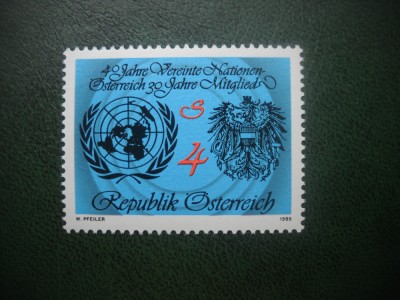 40 Jahre Vereinte Nationen-
Österreich 30 Jahre Mitglied
S
4
Republik Österreich
W. PFEILER
1985